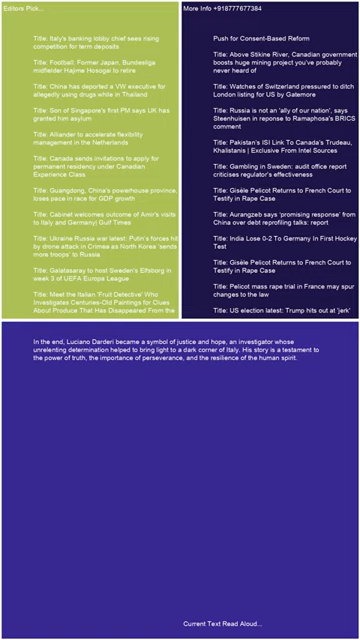 Editors Pick...
Title: Italy's banking lobby chief sees rising
competition for term deposits
Title: Football: Former Japan, Bundesliga
midfielder Hajime Hosogai to retire
Title: China has deported a VW executive for
allegedly using drugs while in Thailand
Title: Son of Singapore's first PM says UK has
granted him asylum
Title: Alliander to accelerate flexibility
management in the Netherlands
Title: Canada sends invitations to apply for
permanent residency under Canadian
Experience Class
Title: Guangdong, China's powerhouse province,
loses pace in race for GDP growth
Title: Cabinet welcomes outcome of Amir's visits
to Italy and Germany| Gulf Times
Title: Ukraine Russia war latest: Putin's forces hit
by drone attack in Crimea as North Korea 'sends
more troops' to Russia
Title: Galatasaray to host Sweden's Elfsborg in
week 3 of UEFA Europa League
Title: Meet the Italian 'Fruit Detective' Who
Investigates Centuries-Old Paintings for Clues
About Produce That Has Disappeared From the
More Info +918777677384
Push for Consent-Based Reform
Title: Above Stikine River, Canadian government
boosts huge mining project you've probably
never heard of
Title: Watches of Switzerland pressured to ditch
London listing for US by Gatemore
Title: Russia is not an 'ally of our nation', says
Steenhuisen in reponse to Ramaphosa's BRICS
comment
Title: Pakistan's ISI Link To Canada's Trudeau,
Khalistanis | Exclusive From Intel Sources
Title: Gambling in Sweden: audit office report
criticises regulator's effectiveness
Title: Gisèle Pelicot Returns to French Court to
Testify in Rape Case
Title: Aurangzeb says 'promising response' from
China over debt reprofiling talks: report
Title: India Lose 0-2 To Germany In First Hockey
Test
Title: Gisèle Pelicot Returns to French Court to
Testify in Rape Case
Title: Pelicot mass rape trial in France may spur
changes to the law
Title: US election latest: Trump hits out at 'jerk'
In the end, Luciano Darderi became a symbol of justice and hope, an investigator whose
unrelenting determination helped to bring light to a dark corner of Italy. His story is a testament to
the power of truth, the importance of perseverance, and the resilience of the human spirit.
Current Text Read Aloud...